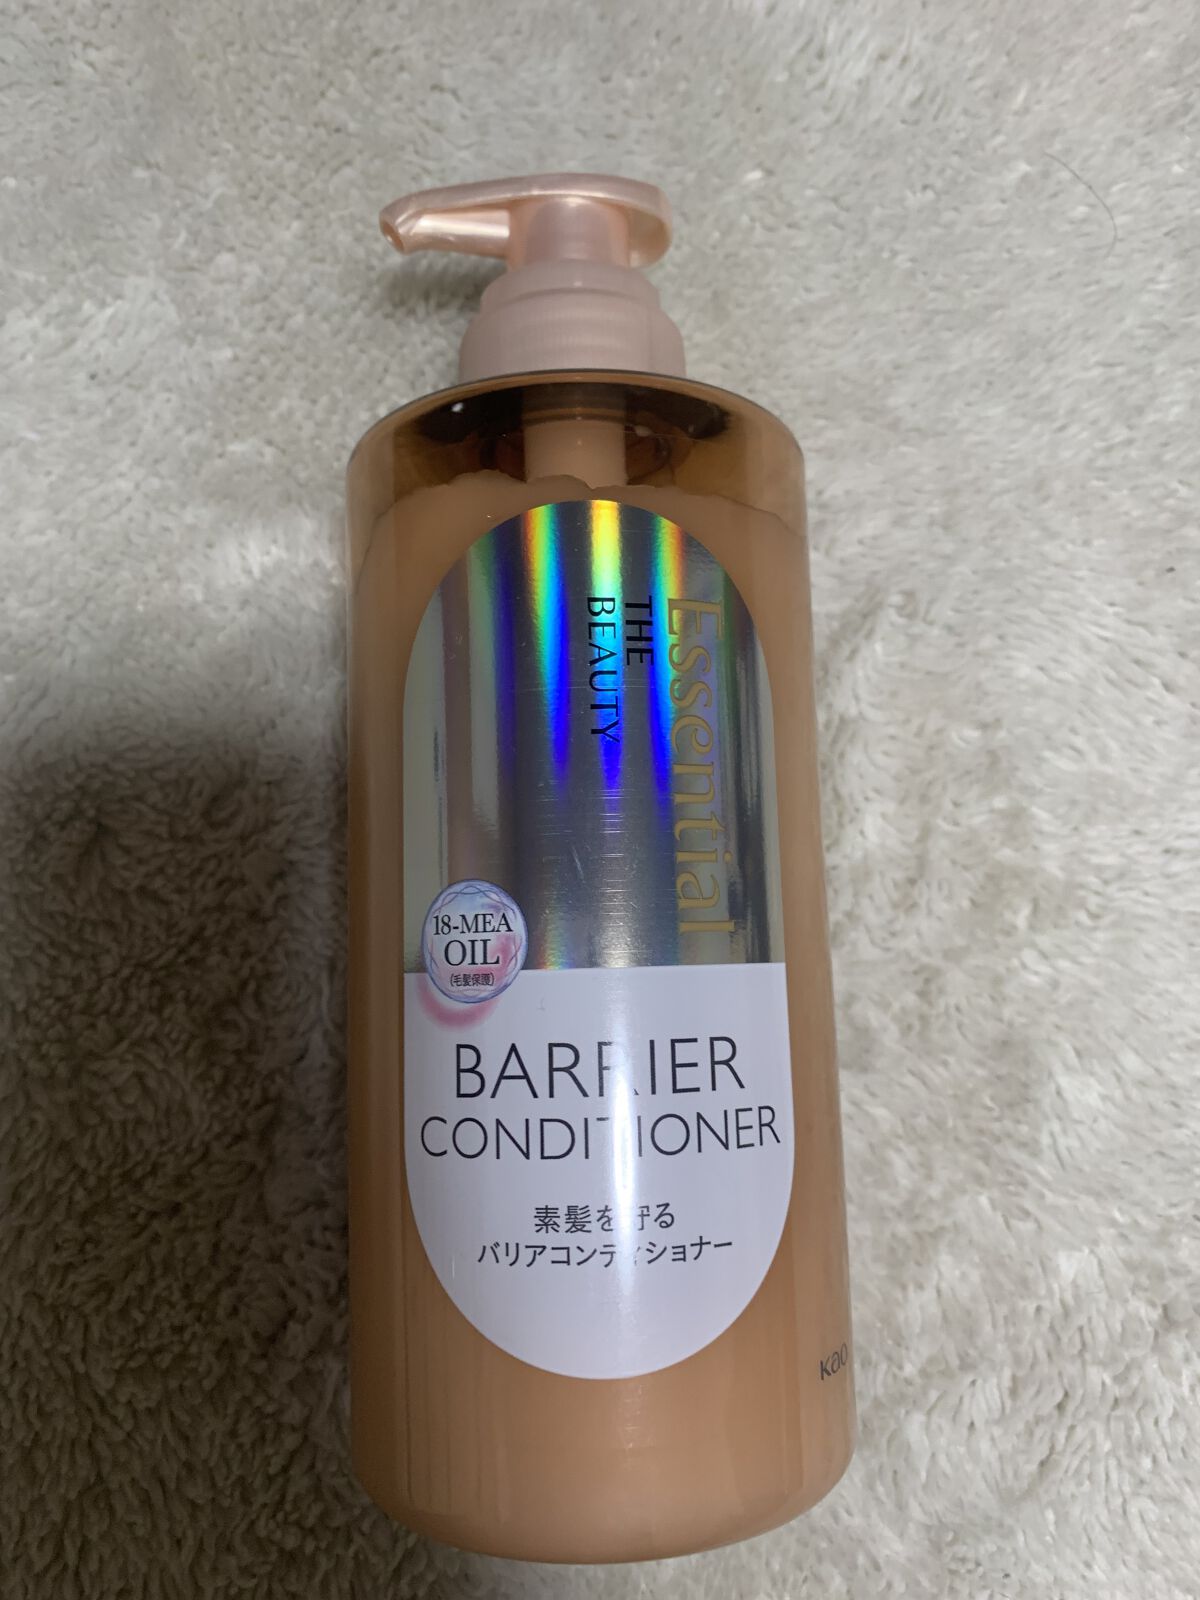 Essential
THE
BEAUTY
18-MEA
OIL
(毛髪保護)
BARRIER
CONDITIONER
素髪を守る
バリアコンディショナー
Kao